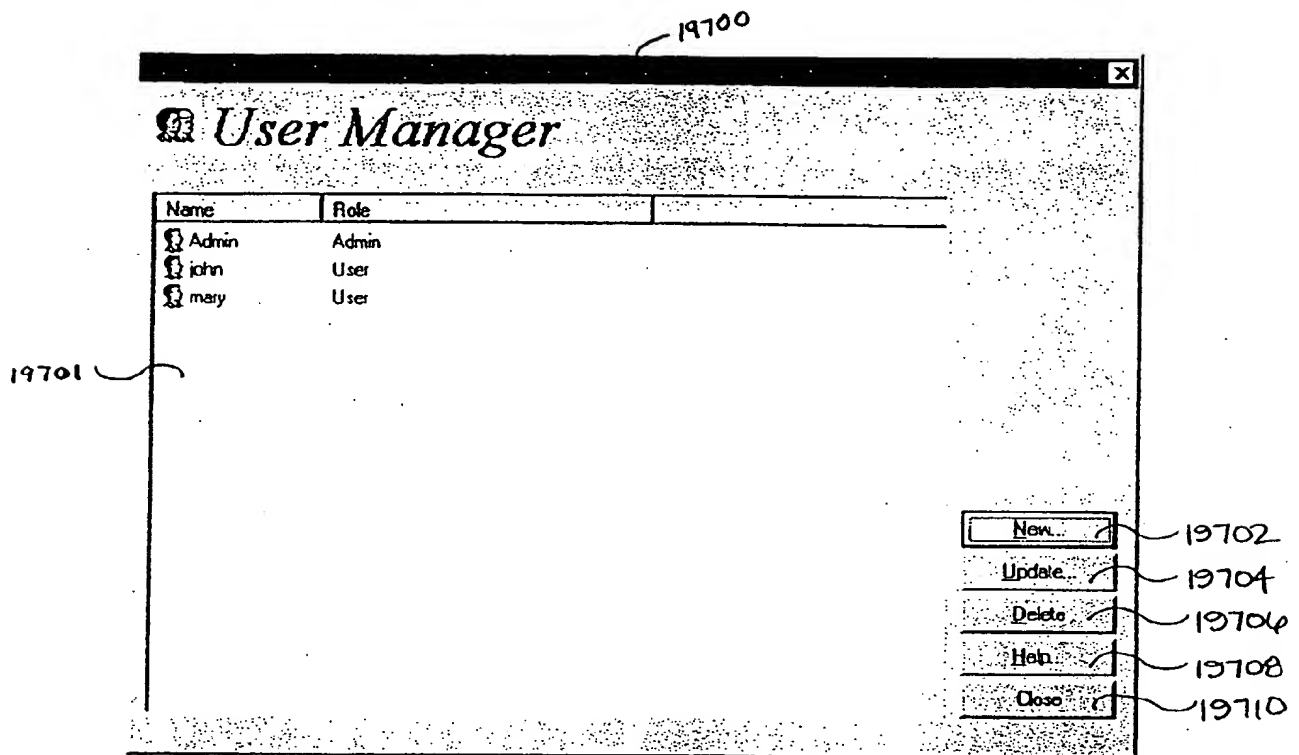 19700
User Manager
Name Role
Admin Admin
john User
mary User
19701
New... 19702
Update... 19704
Delete 19706
Help... 19708
Close 19710